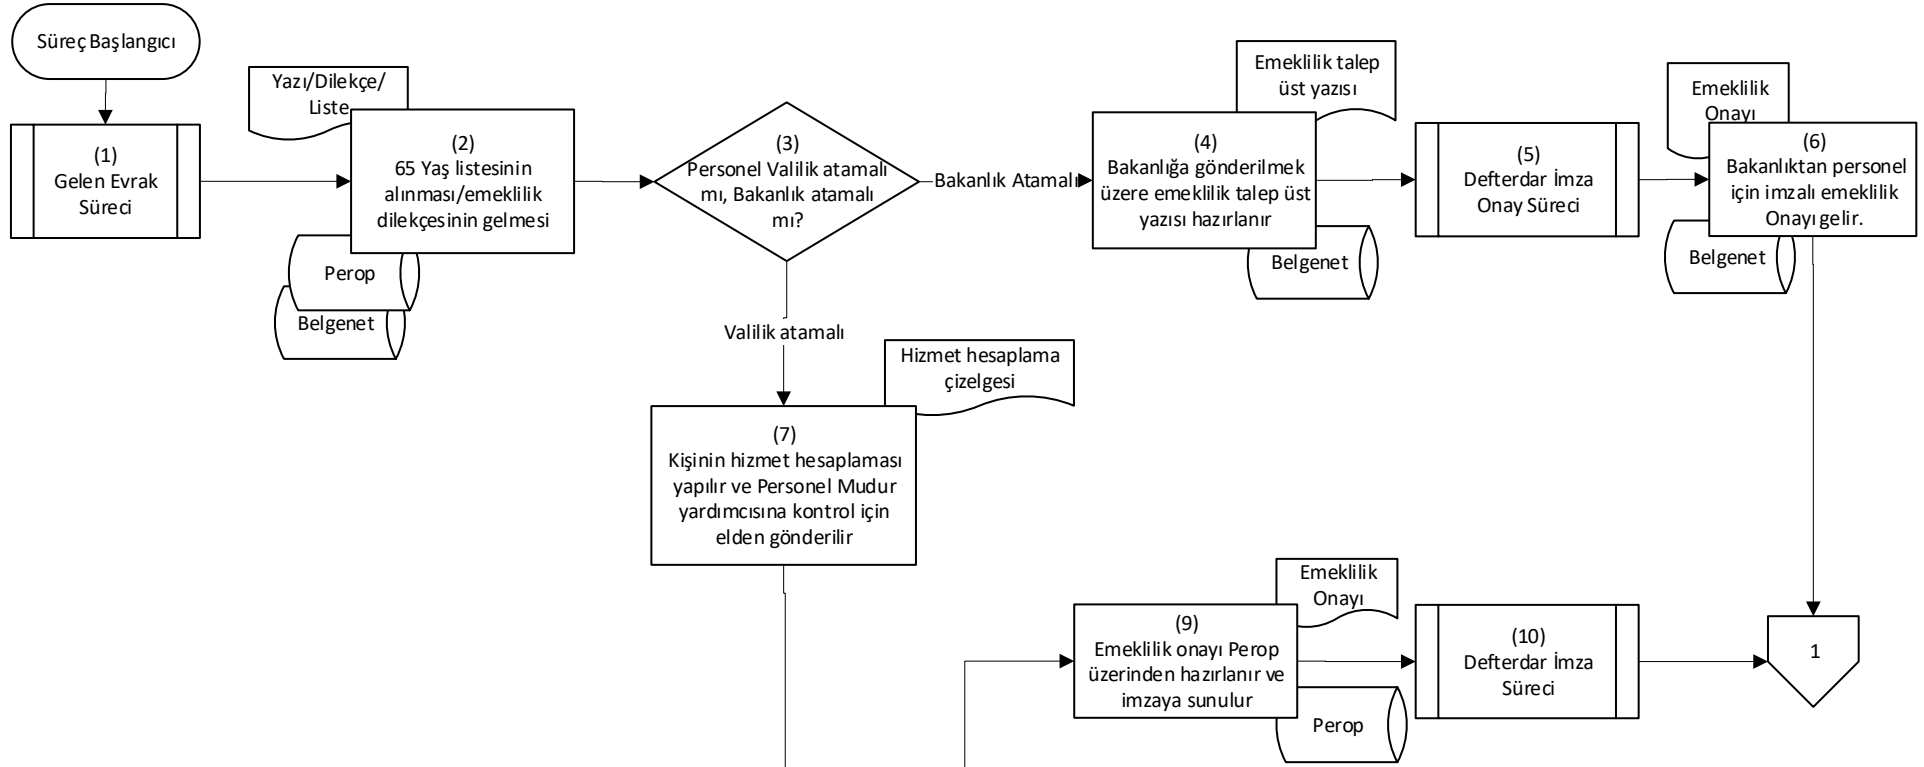 Süreç Başlangıcı
(1)
Gelen Evrak
Süreci
Yazı/Dilekçe/
Liste
(2)
65 Yaş listesinin
alınması/emeklilik
dilekçesinin gelmesi
Perop
Belgenet
(3)
Personel Valilik atamalı
mı, Bakanlık atamalı
mı?
Bakanlık Atamalı
Emeklilik talep
üst yazısı
(4)
Bakanlığa gönderilmek
üzere emeklilik talep üst
yazısı hazırlanır
Belgenet
(5)
Defterdar İmza
Onay Süreci
Emeklilik
Onayı
(6)
Bakanlıktan personel
için imzalı emeklilik
Onayı gelir.
Belgenet
Valilik atamalı
Hizmet hesaplama
çizelgesi
(7)
Kişinin hizmet hesaplaması
yapılır ve Personel Mudur
yardımcısına kontrol için
elden gönderilir
Emeklilik
Onayı
(9)
Emeklilik onayı Perop
üzerinden hazırlanır ve
imzaya sunulur
Perop
(10)
Defterdar İmza
Süreci
1